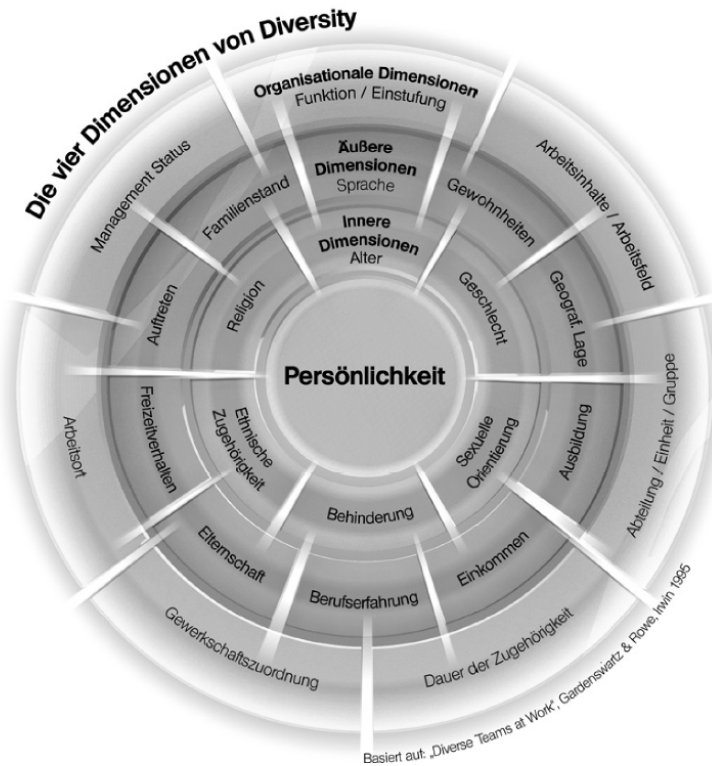 Die vier Dimensionen von Diversity
Organisationale Dimensionen
Funktion / Einstufung
Arbeitsinhalte / Arbeitsfeld
Abteilung / Einheit / Gruppe
Dauer der Zugehörigkeit
Gewerkschaftszuordnung
Arbeitsort
Management Status
Äußere
Dimensionen
Sprache
Gewohnheiten
Geograf. Lage
Ausbildung
Einkommen
Berufserfahrung
Elternschaft
Freizeitverhalten
Auftreten
Familienstand
Innere
Dimensionen
Alter
Geschlecht
Sexuelle
Orientierung
Behinderung
Ethnische
Zugehörigkeit
Religion
Persönlichkeit
Basiert auf: „Diverse Teams at Work“, Gardenswartz & Rowe, Irwin 1995